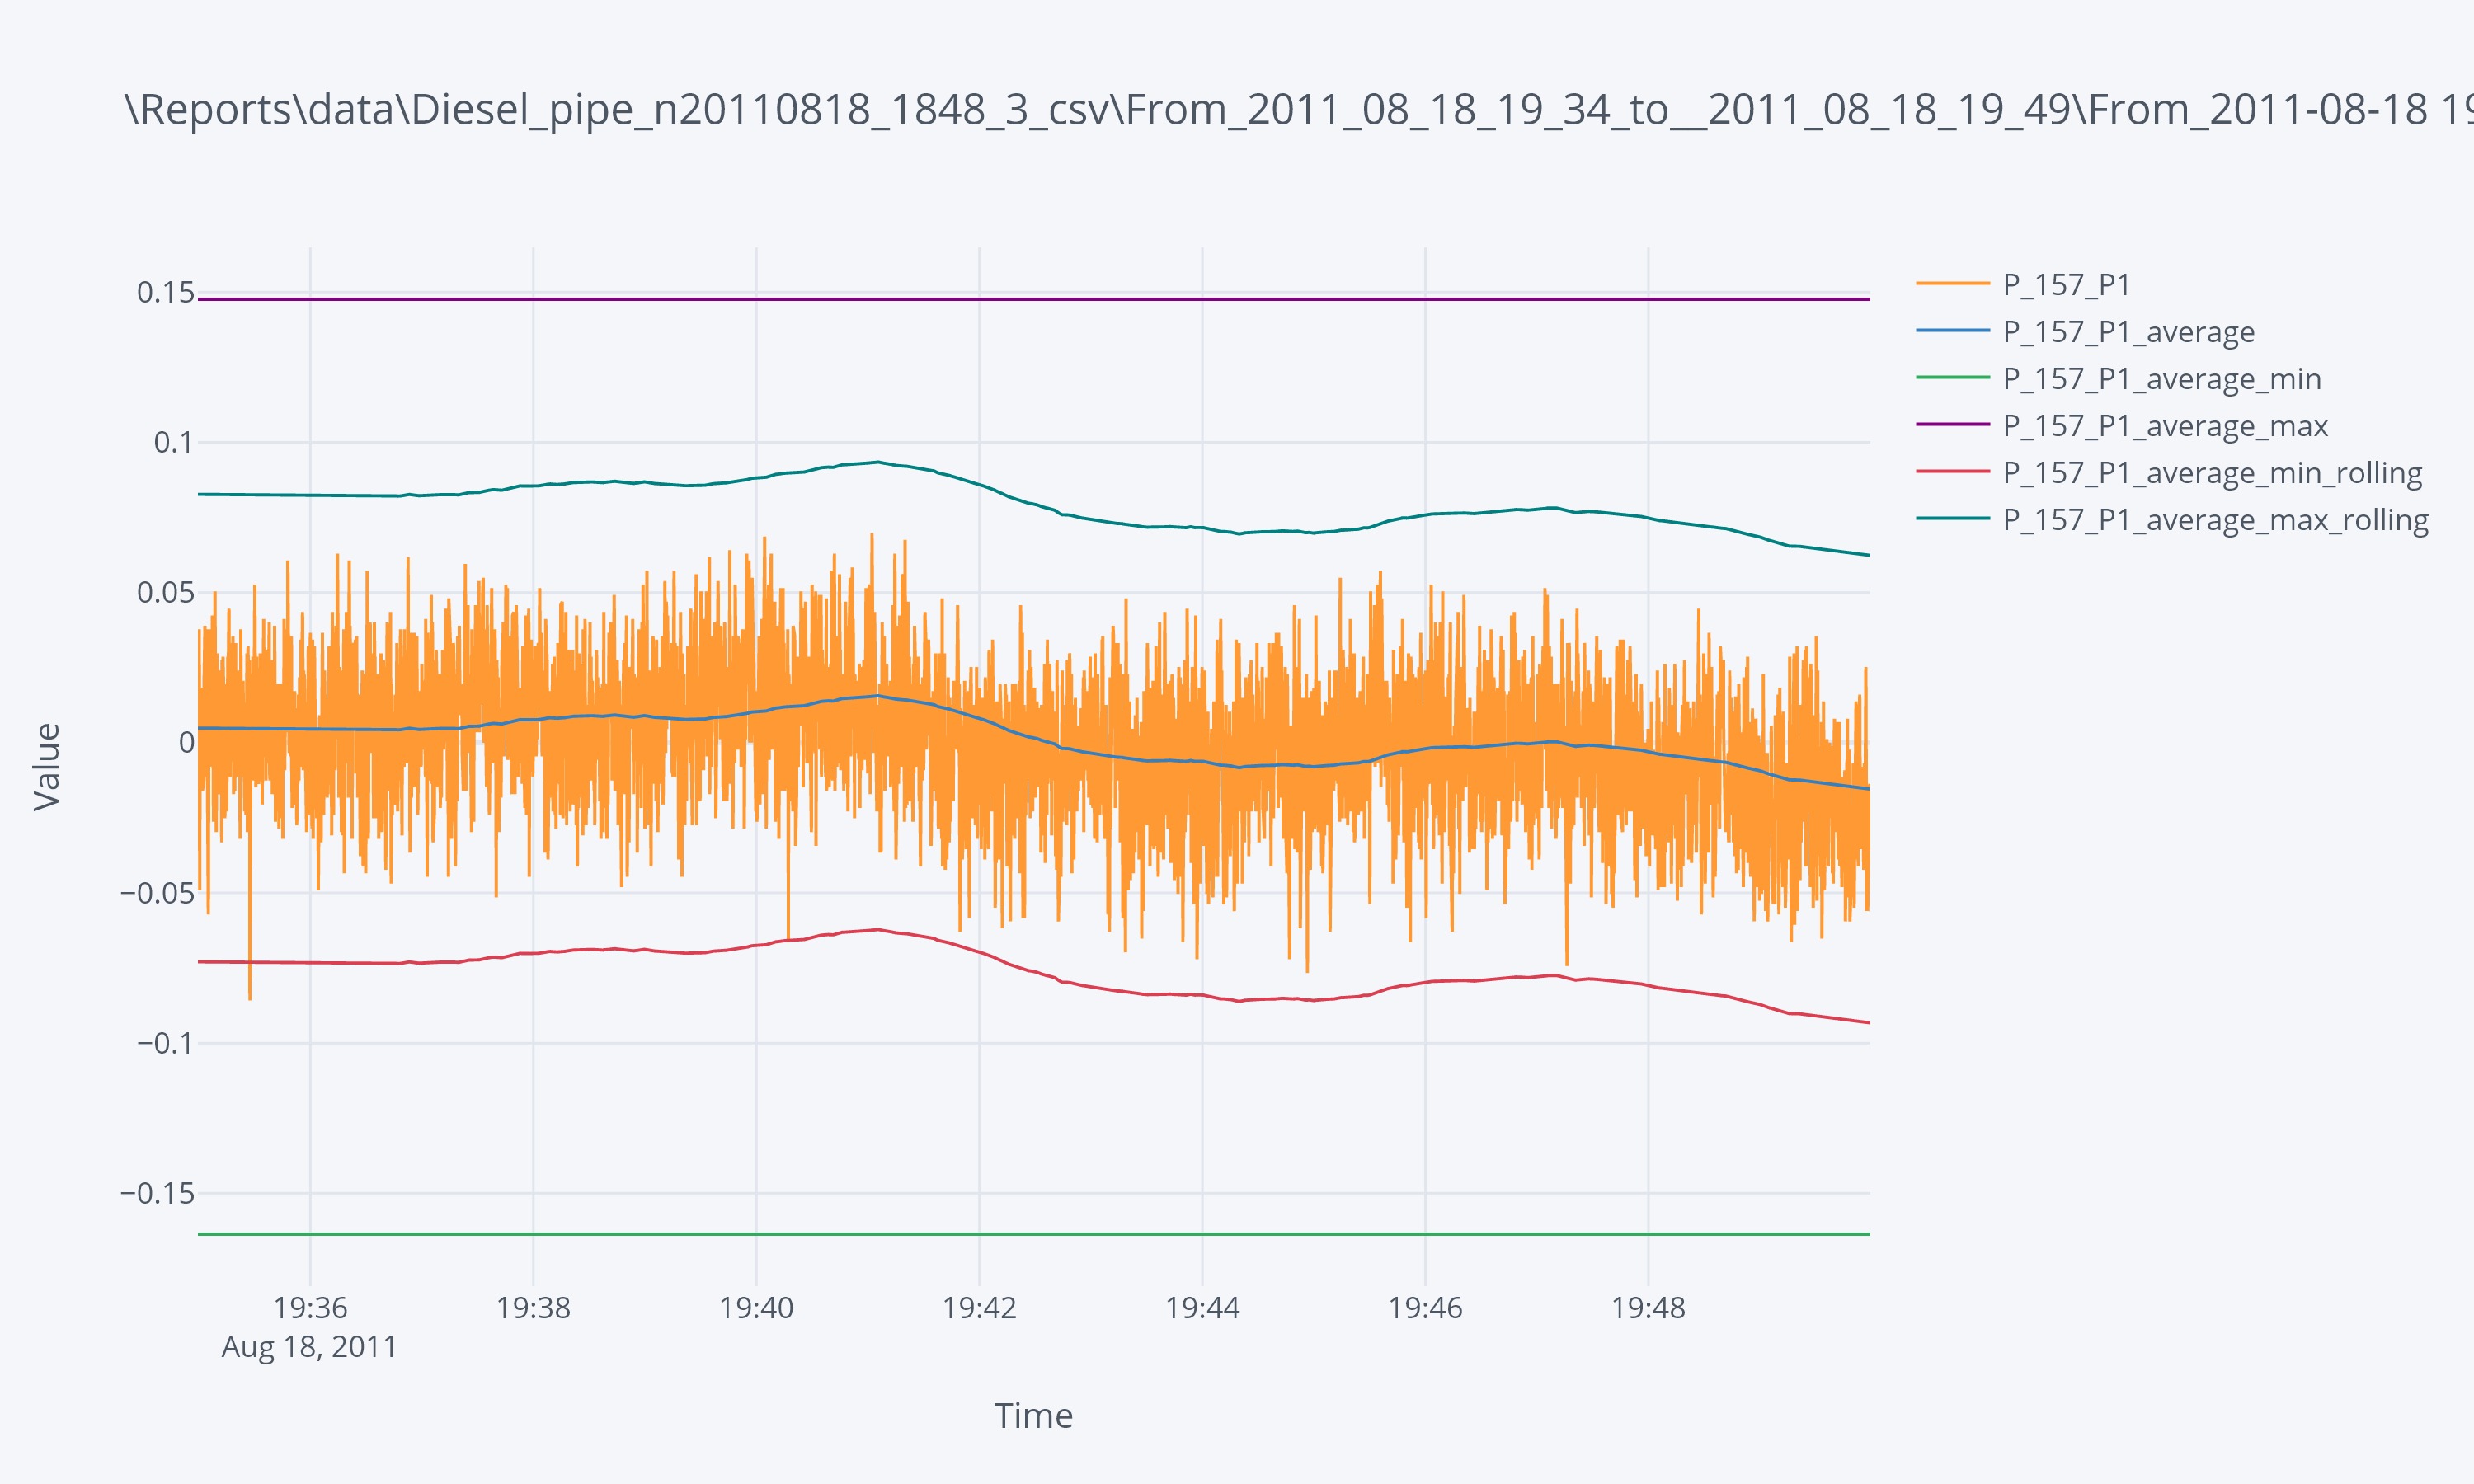 \Reports\data\Diesel_pipe_n20110818_1848_3_csv\From_2011_08_18_19_34_to__2011_08_18_19_49\From_2011-08-18 19
P_157_P1
P_157_P1_average
P_157_P1_average_min
P_157_P1_average_max
P_157_P1_average_min_rolling
P_157_P1_average_max_rolling
0.15
0.1
0.05
0
−0.05
−0.1
−0.15
Value
19:36
Aug 18, 2011
19:38
19:40
19:42
19:44
19:46
19:48
Time